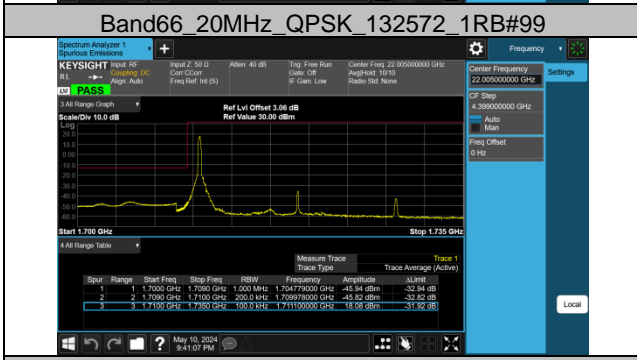 Band66_20MHz_QPSK_132572_1RB#99
Spectrum Analyzer 1
Spurious Emissions
Frequency
KEYSIGHT Input: RF Input Z: 50 Ω Atten: 40 dB Trig: Free Run Center Freq: 22.005000000 GHz
R L Coupling: DC Corr CCorr Gate: Off Avg|Hold: 10/10
Align: Auto Freq Ref: Int (S) IF Gain: Low Radio Std: None
PASS
Center Frequency
22.005000000 GHz
Settings
CF Step
4.399000000 GHz
Auto
Man
Freq Offset
0 Hz
3 All Range Graph
Ref Lvl Offset 3.06 dB
Scale/Div 10.0 dB Ref Value 30.00 dBm
Log
20.0
10.0
0.00
-10.0
-20.0
-30.0
-40.0
-50.0
-60.0
Start 1.700 GHz Stop 1.735 GHz
4 All Range Table
Measure Trace Trace 1
Trace Type Trace Average (Active)
Spur Range Start Freq Stop Freq RBW Frequency Amplitude ΔLimit
1 1 1.7000 GHz 1.7090 GHz 1.000 MHz 1.704779000 GHz -45.94 dBm -32.94 dB
2 2 1.7090 GHz 1.7100 GHz 200.0 kHz 1.709978000 GHz -45.82 dBm -32.82 dB
3 3 1.7100 GHz 1.7350 GHz 100.0 kHz 1.711100000 GHz 18.08 dBm -31.92 dB
Local
May 10, 2024
9:41:07 PM